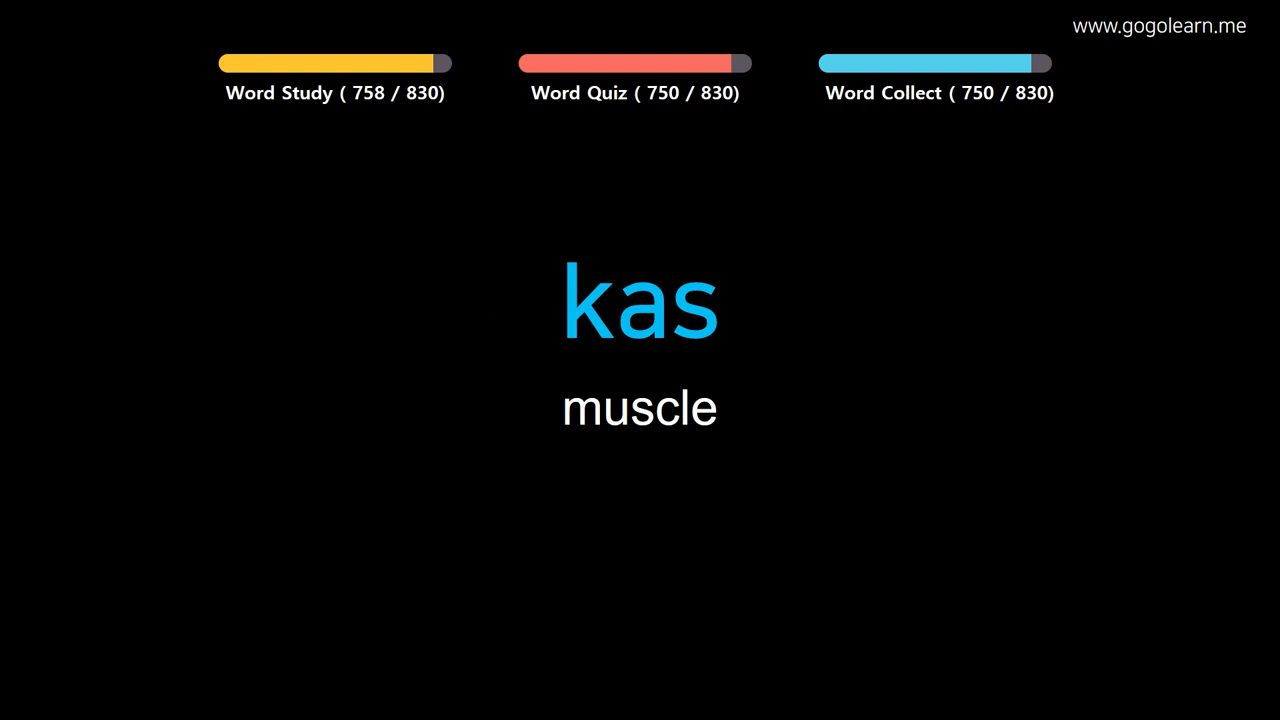 www.gogolearn.me
Word Study ( 758 / 830)
Word Quiz ( 750 / 830)
Word Collect ( 750 / 830)
kas
muscle